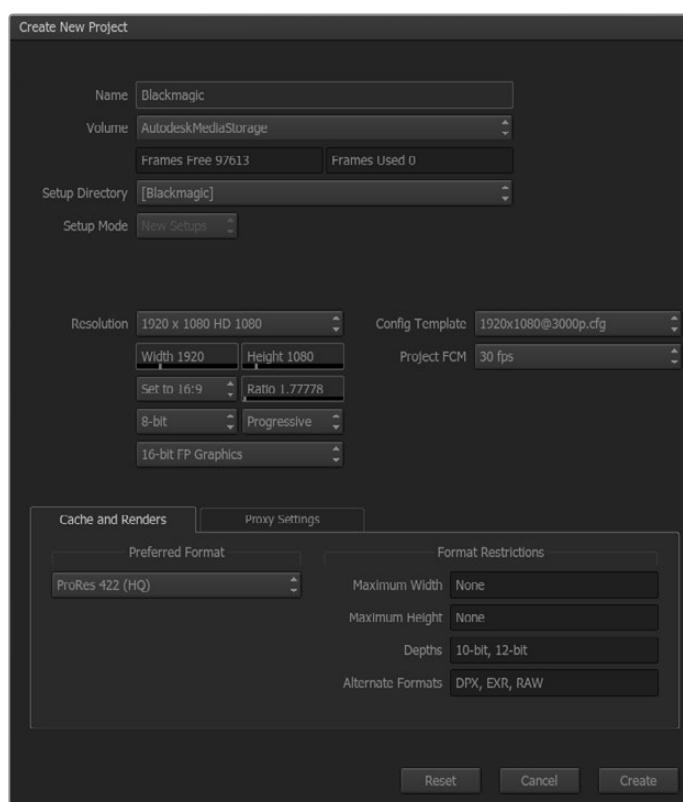 Create New Project
Name Blackmagic
Volume AutodeskMediaStorage
Frames Free 97613 Frames Used 0
Setup Directory [Blackmagic]
Setup Mode New Setups
Resolution 1920 x 1080 HD 1080 Config Template 1920x1080@3000p.cfg
Width 1920 Height 1080 Project FCM 30 fps
Set to 16:9 Ratio 1.77778
8-bit Progressive
16-bit FP Graphics
Cache and Renders Proxy Settings
Preferred Format Format Restrictions
ProRes 422 (HQ) Maximum Width None
Maximum Height None
Depths 10-bit, 12-bit
Alternate Formats DPX, EXR, RAW
Reset Cancel Create